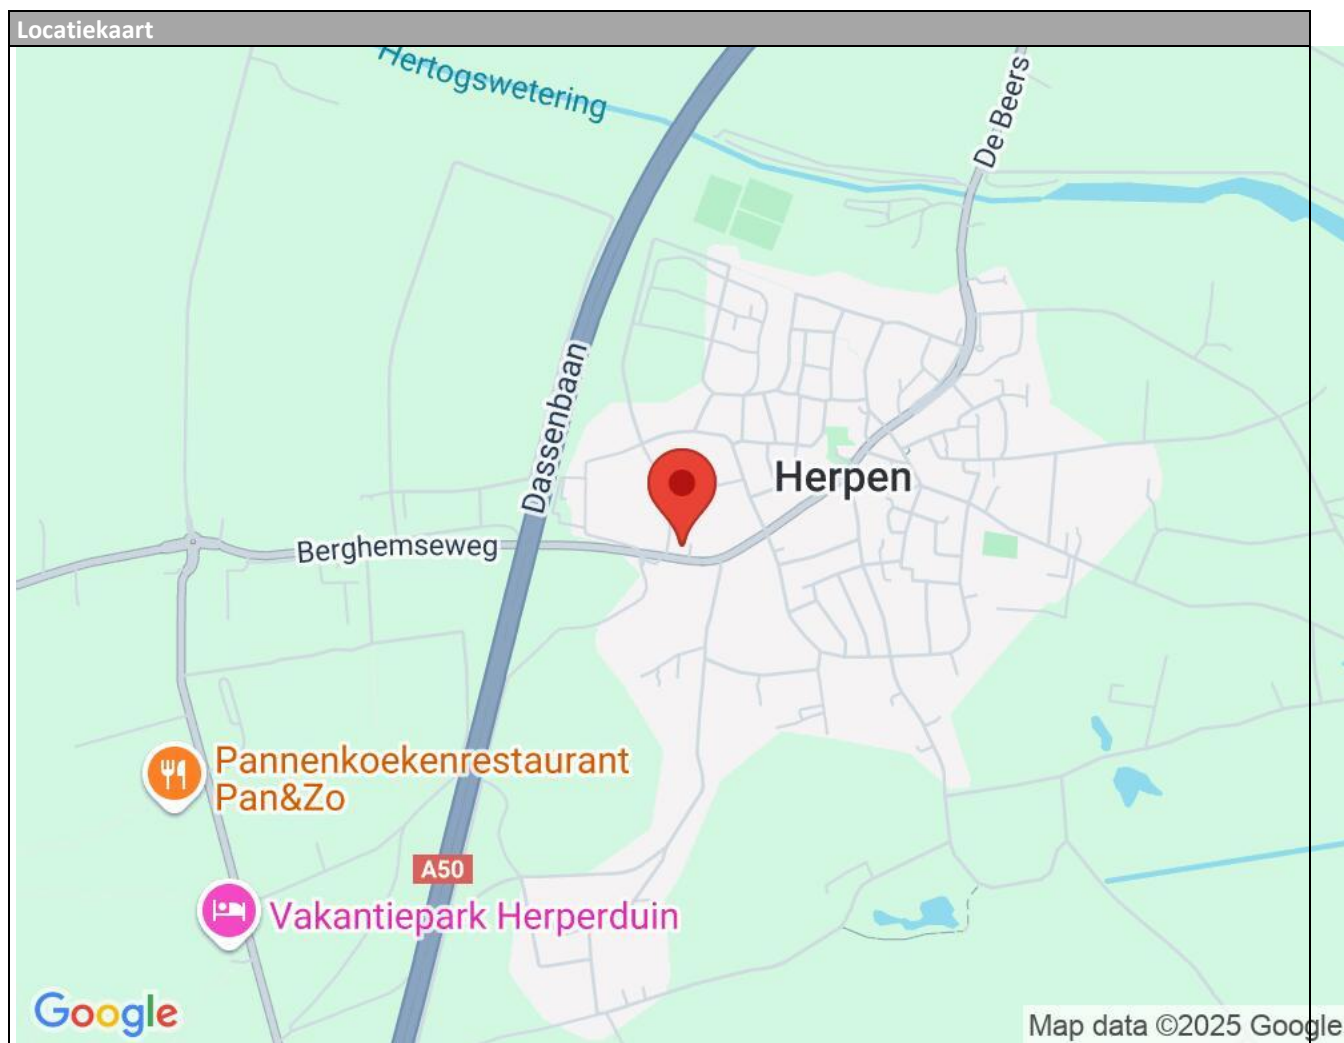 Locatiekaart
Hertogswetering
De Beers
Dassenbaan
Herpen
Berghemseweg
Pannenkoekenrestaurant
Pan&Zo
A50
Vakantiepark Herperduin
Google
Map data ©2025 Google